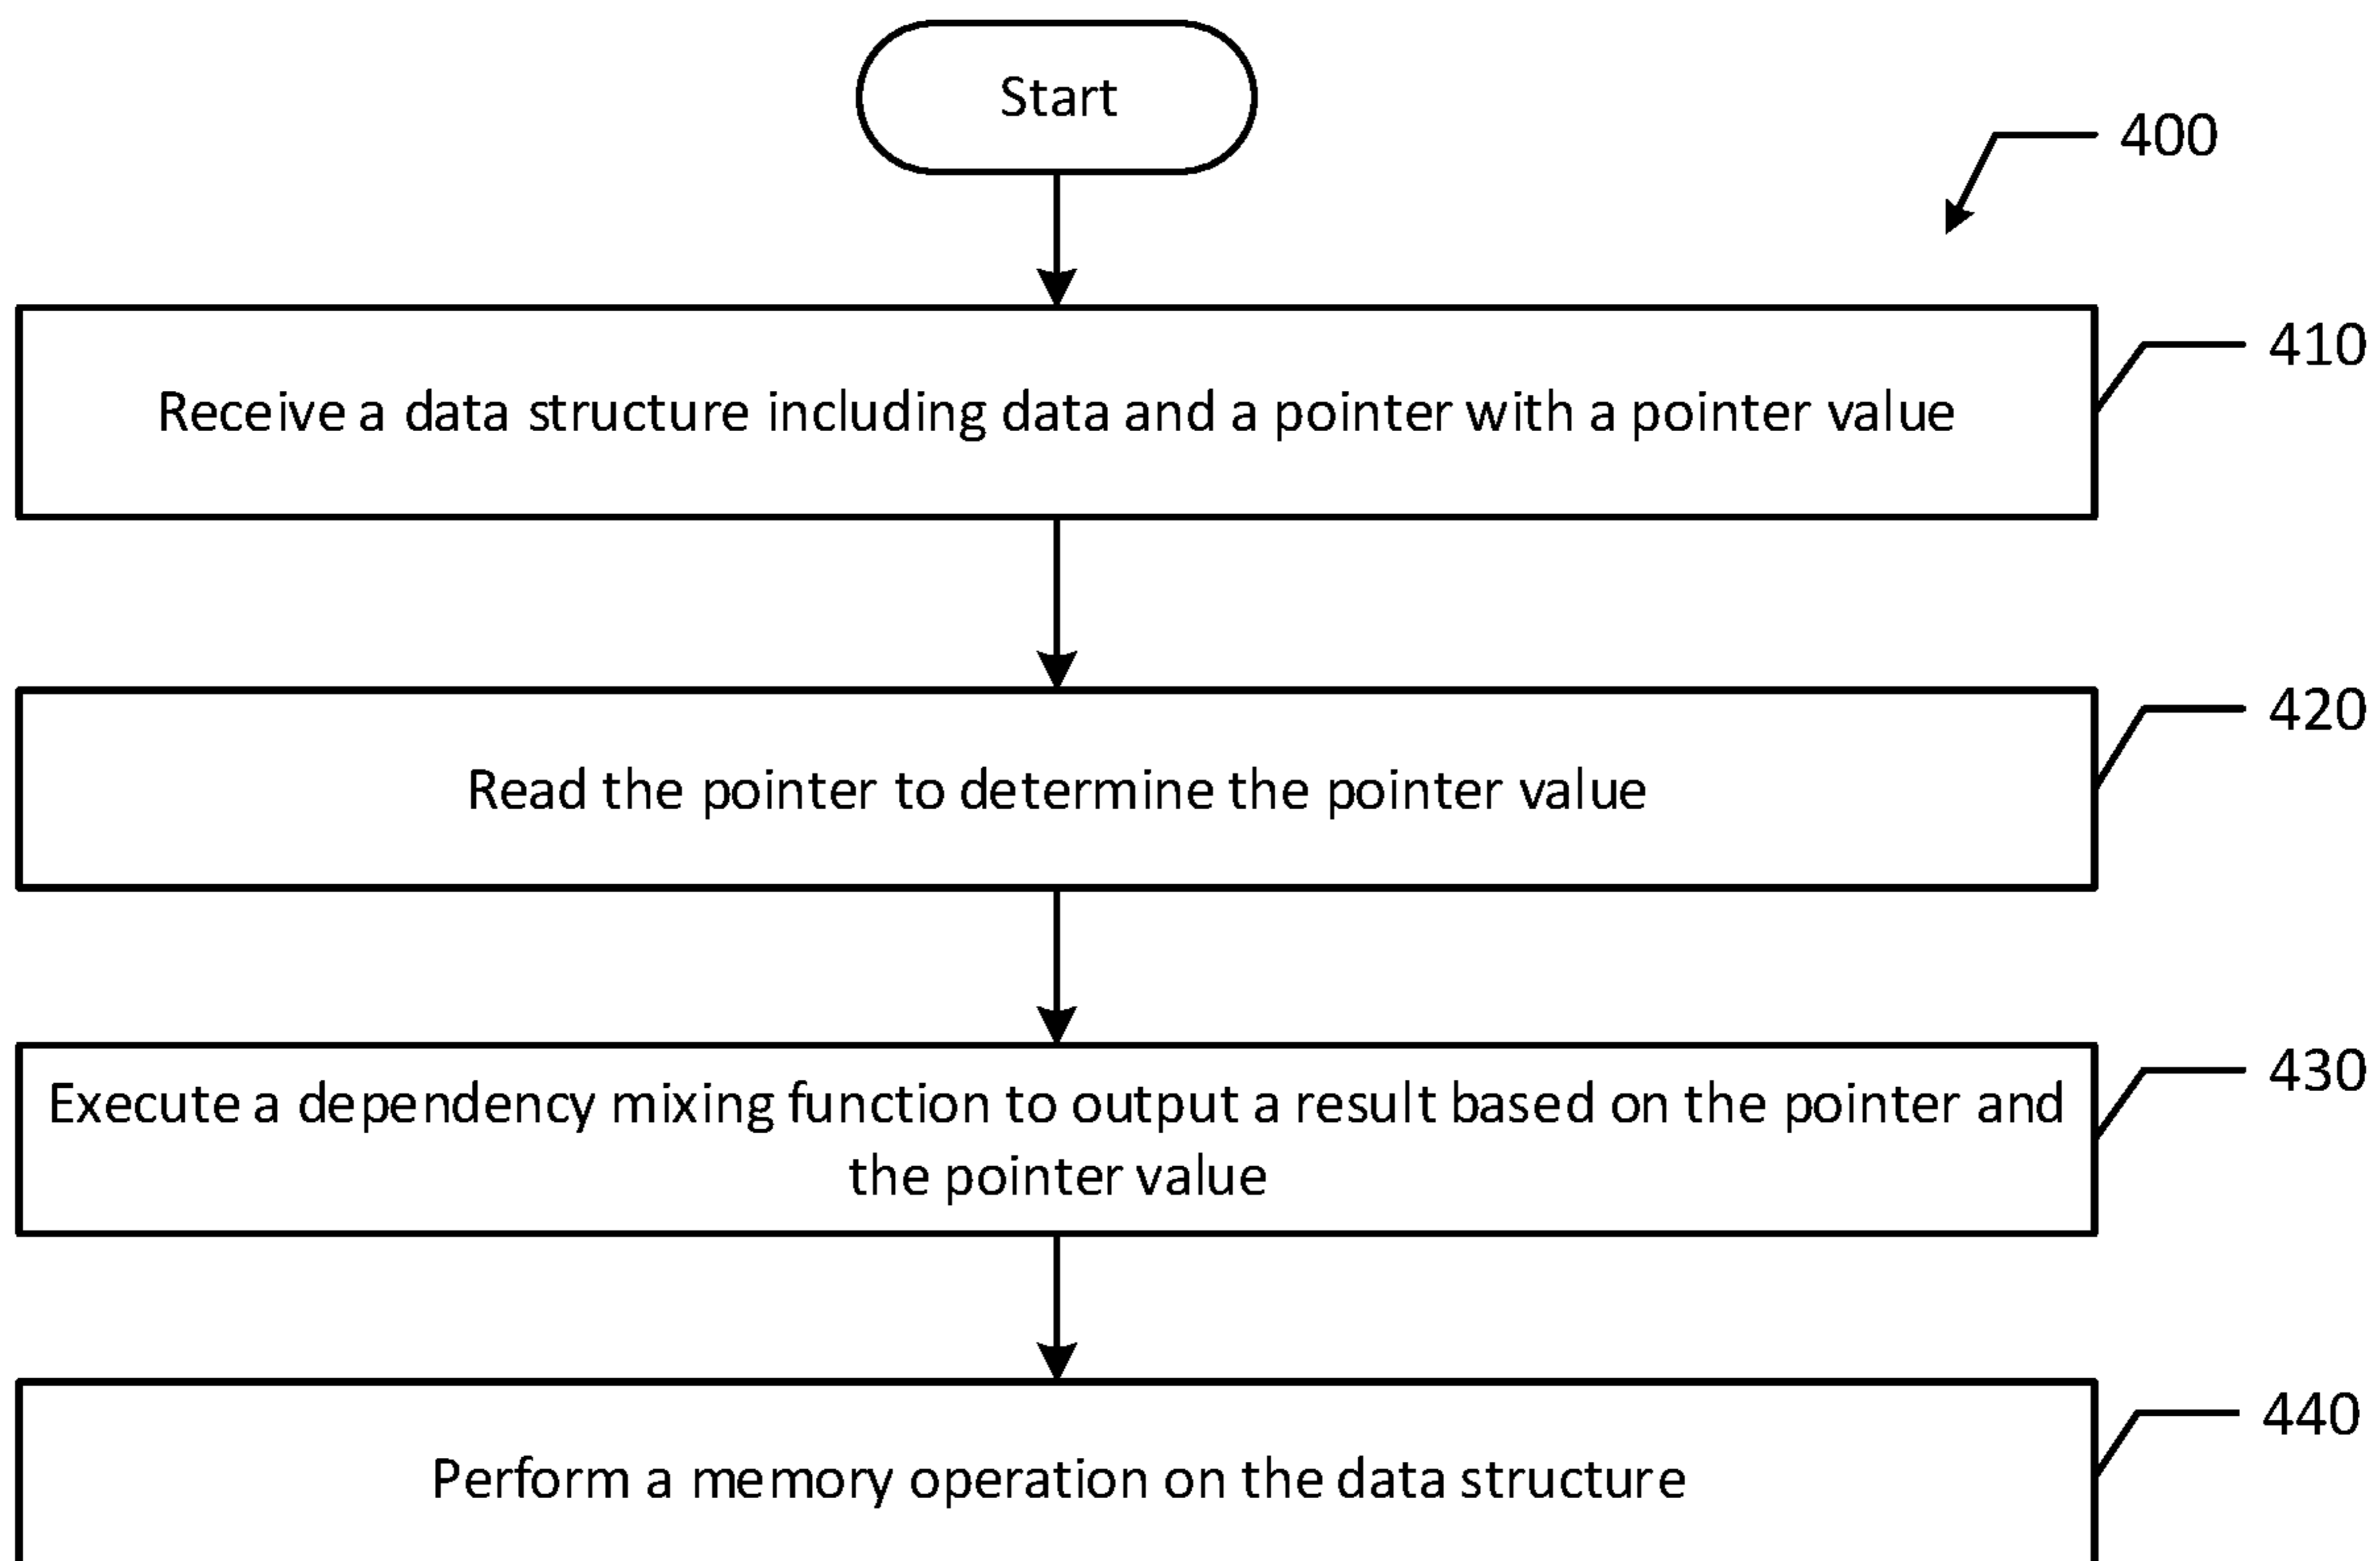 Start
400
Receive a data structure including data and a pointer with a pointer value
410
Read the pointer to determine the pointer value
420
Execute a dependency mixing function to output a result based on the pointer and
the pointer value
430
Perform a memory operation on the data structure
440